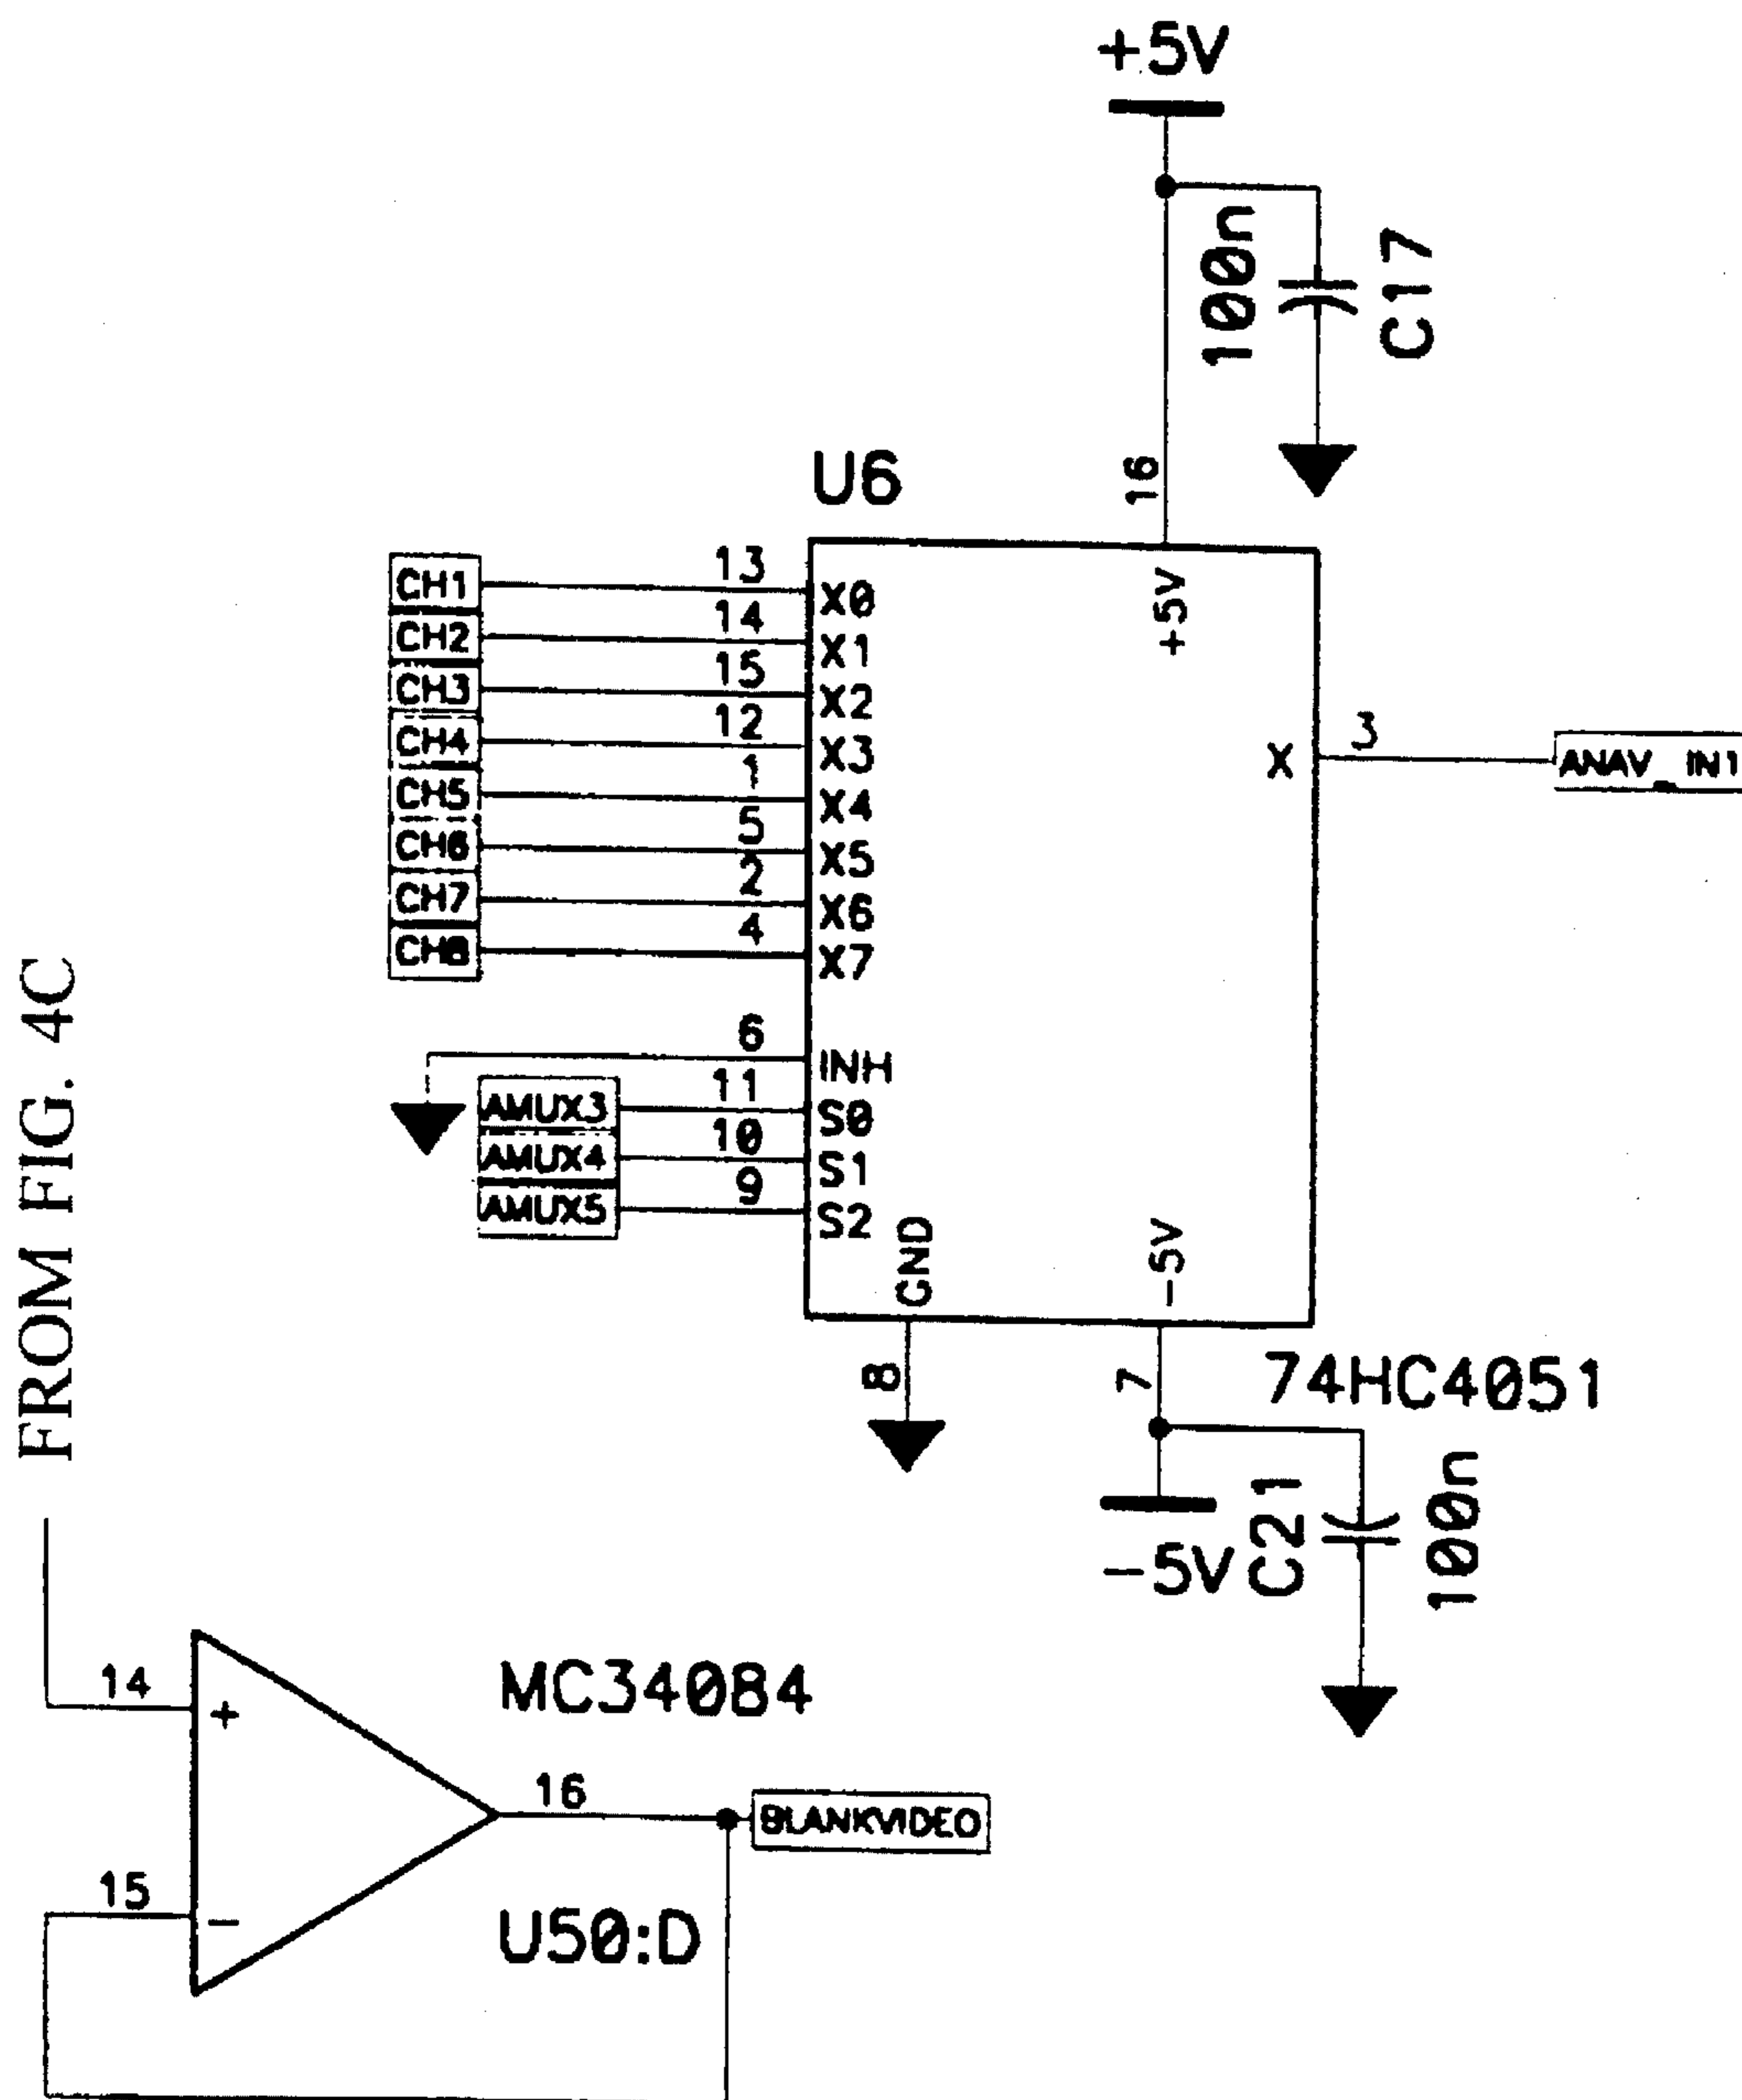 +5V
100n
C17
16
U6
CH1
13
X0
+5V
CH2
14
X1
CH3
15
X2
CH4
12
X3
X
3
ANAV_IN1
CH5
1
X4
CH6
5
X5
CH7
2
X6
CH8
4
X7
FROM FIG. 4C
6
INH
AMUX3
11
S0
AMUX4
10
S1
AMUX5
9
S2
GND
-5V
8
7
74HC4051
-5V
C21
100n
14
+
MC34084
16
BLANKVIDEO
15
-
U50:D